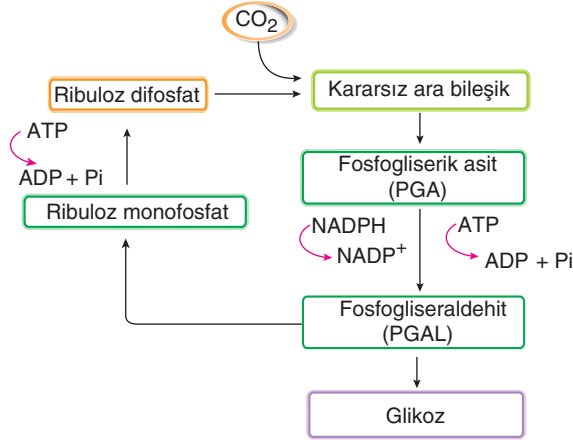 CO2
Ribuloz difosfat
Kararsız ara bileşik
ATP
ADP + Pi
Fosfogliserik asit
(PGA)
Ribuloz monofosfat
NADPH
NADP+
ATP
ADP + Pi
Fosfogliseraldehit
(PGAL)
Glikoz